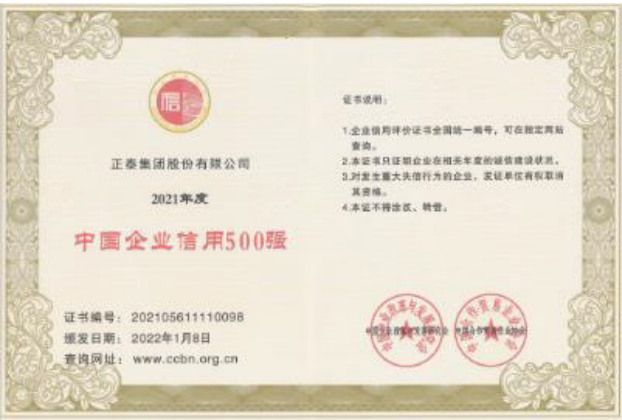 信
正泰集团股份有限公司
2021年度
中国企业信用500强
证书编号: 202105611110098
颁发日期: 2022年1月8日
查询网址: www.ccbn.org.cn
证书说明:
1.企业信用评价证书全国统一编号,可在指定网站
查询。
2.本证书只证明企业在相关年度的诚信建设状况。
3.对发生重大失信行为的企业,发证单位有权取消
其资格。
4.本证不得涂改、转借。